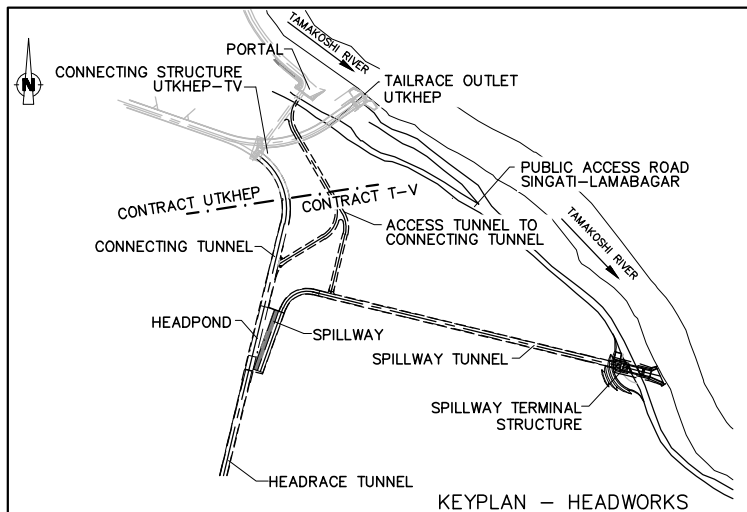 TAMAKOSHI RIVER
PORTAL
N
CONNECTING STRUCTURE
UTKHEP-TV
TAILRACE OUTLET
UTKHEP
PUBLIC ACCESS ROAD
SINGATI-LAMABAGAR
CONTRACT UTKHEP
CONTRACT T-V
TAMAKOSHI RIVER
ACCESS TUNNEL TO
CONNECTING TUNNEL
CONNECTING TUNNEL
HEADPOND
SPILLWAY
SPILLWAY TUNNEL
SPILLWAY TERMINAL
STRUCTURE
HEADRACE TUNNEL
KEYPLAN – HEADWORKS